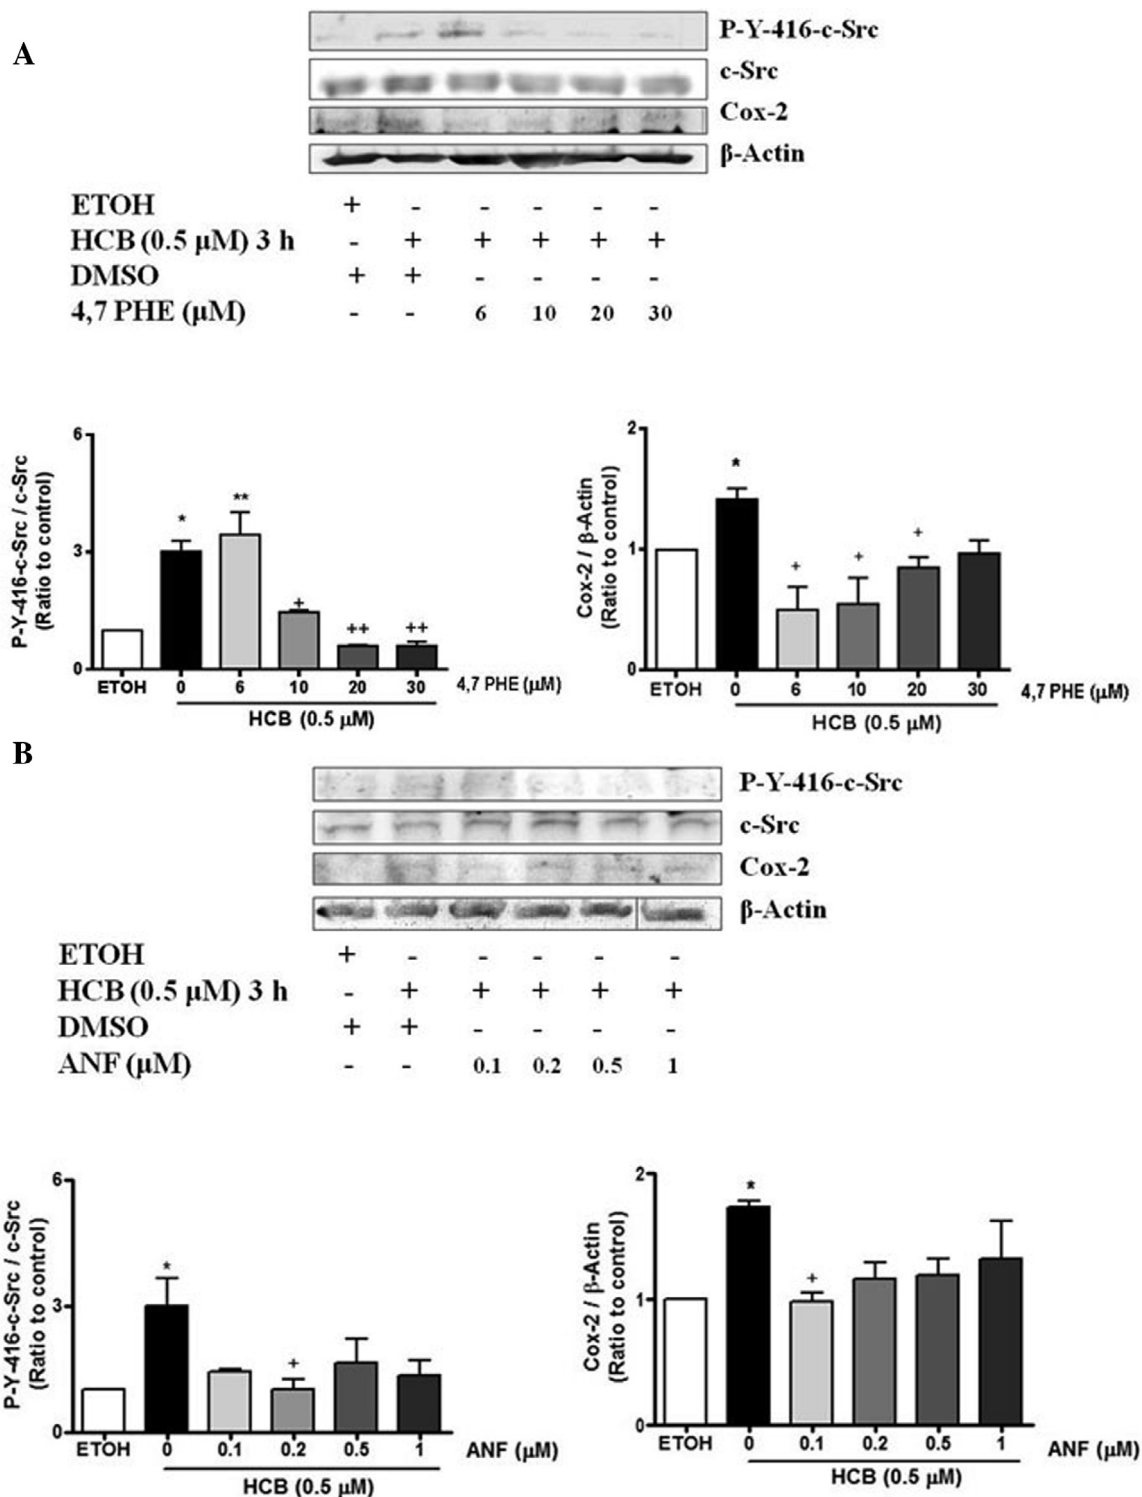 A
P-Y-416-c-Src
c-Src
Cox-2
β-Actin
ETOH + - - - - -
HCB (0.5 μM) 3 h - + + + + +
DMSO + + - - - -
4,7 PHE (μM) - - 6 10 20 30
P-Y-416-c-Src / c-Src
(Ratio to control)
6
3
0
* ** + ++ ++
ETOH 0 6 10 20 30 4,7 PHE (μM)
HCB (0.5 μM)
Cox-2 / β-Actin
(Ratio to control)
2
1
0
* + + +
ETOH 0 6 10 20 30 4,7 PHE (μM)
HCB (0.5 μM)
B
P-Y-416-c-Src
c-Src
Cox-2
β-Actin
ETOH + - - - - -
HCB (0.5 μM) 3 h - + + + + +
DMSO + + - - - -
ANF (μM) - - 0.1 0.2 0.5 1
P-Y-416-c-Src / c-Src
(Ratio to control)
6
3
0
* +
ETOH 0 0.1 0.2 0.5 1 ANF (μM)
HCB (0.5 μM)
Cox-2 / β-Actin
(Ratio to control)
2
1
0
* +
ETOH 0 0.1 0.2 0.5 1 ANF (μM)
HCB (0.5 μM)